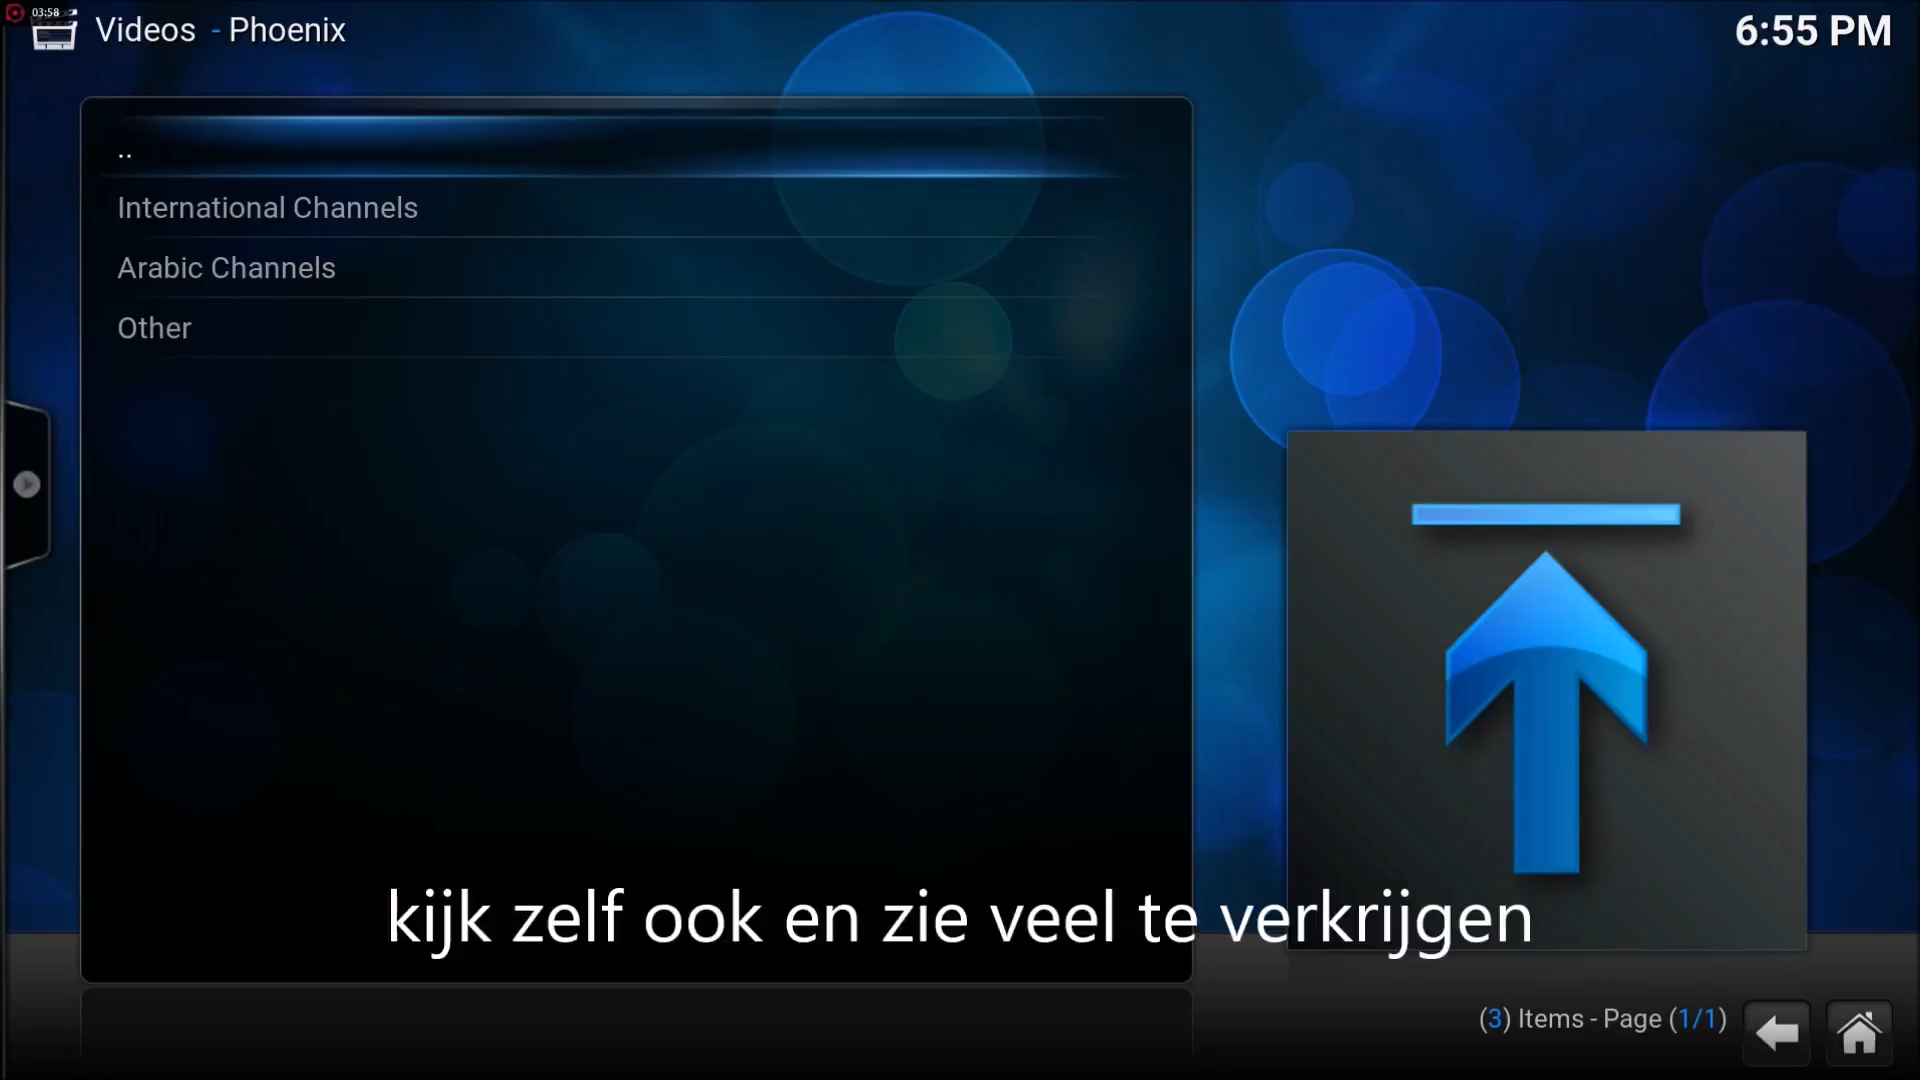 03:58
Videos - Phoenix
6:55 PM
..
International Channels
Arabic Channels
Other
kijk zelf ook en zie veel te verkrijgen
(3) Items - Page (1/1)